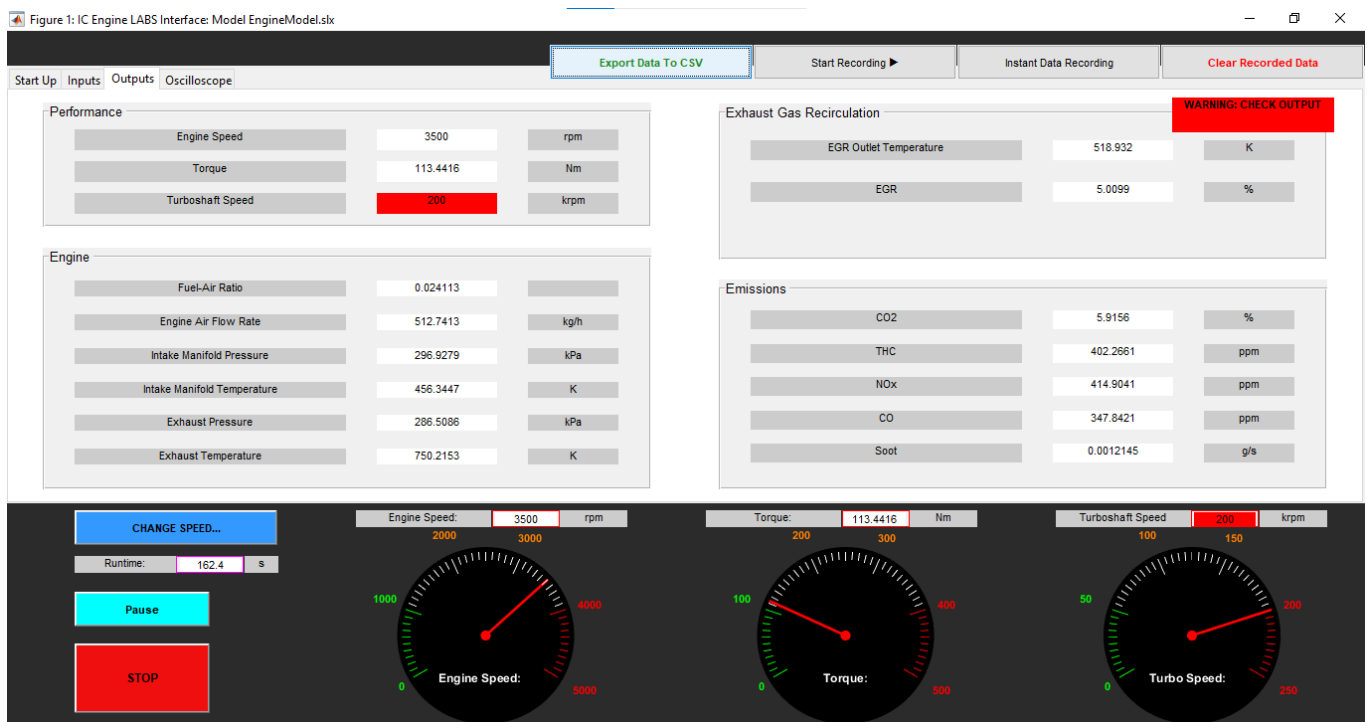 Figure 1: IC Engine LABS Interface: Model EngineModel.slx
Export Data To CSV
Start Recording ▶
Instant Data Recording
Clear Recorded Data
Start Up Inputs Outputs Oscilloscope
Performance
Engine Speed 3500 rpm
Torque 113.4416 Nm
Turboshaft Speed 200 krpm
Engine
Fuel-Air Ratio 0.024113
Engine Air Flow Rate 512.7413 kg/h
Intake Manifold Pressure 296.9279 kPa
Intake Manifold Temperature 456.3447 K
Exhaust Pressure 286.5086 kPa
Exhaust Temperature 750.2153 K
WARNING: CHECK OUTPUT
Exhaust Gas Recirculation
EGR Outlet Temperature 518.932 K
EGR 5.0099 %
Emissions
CO2 5.9156 %
THC 402.2661 ppm
NOx 414.9041 ppm
CO 347.8421 ppm
Soot 0.0012145 g/s
CHANGE SPEED...
Runtime: 162.4 s
Pause
STOP
Engine Speed: 3500 rpm
0 1000 2000 3000 4000 5000
Engine Speed:
Torque: 113.4416 Nm
0 100 200 300 400 500
Torque:
Turboshaft Speed 200 krpm
0 50 100 150 200 250
Turbo Speed: